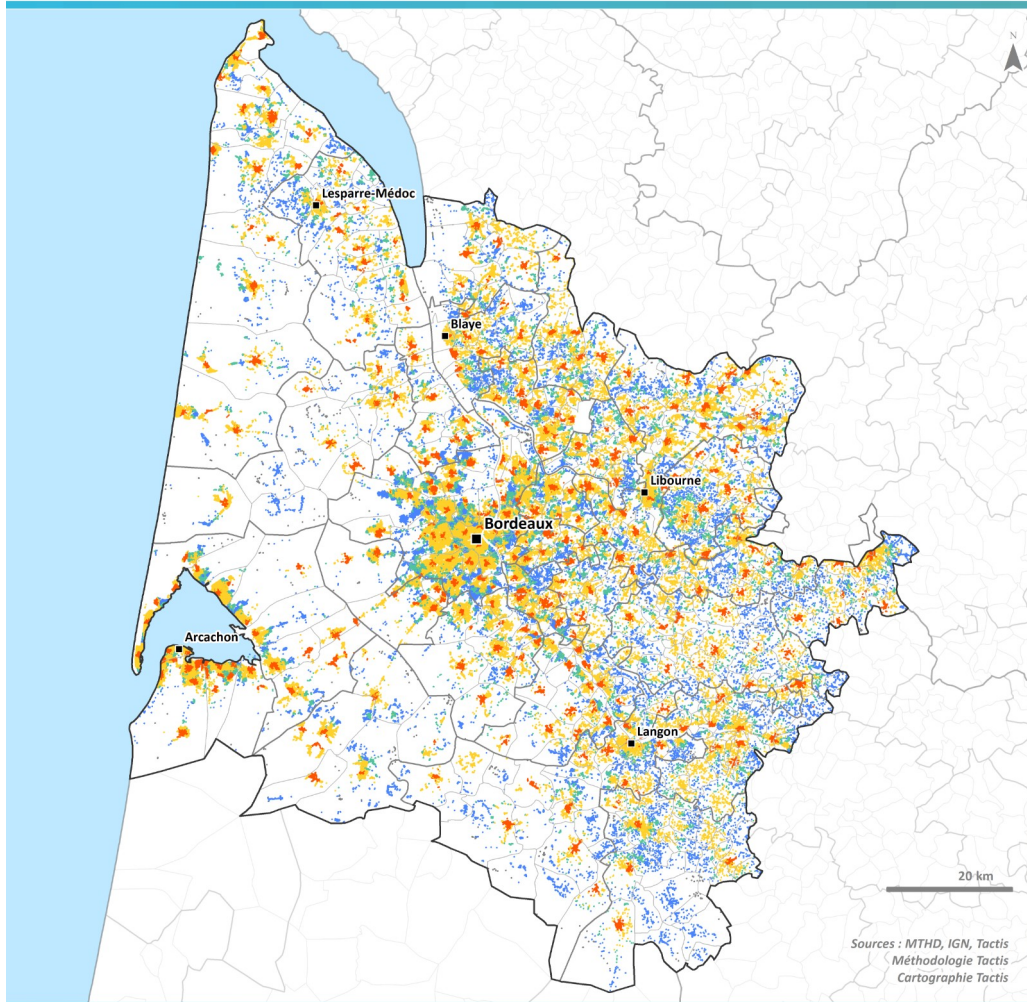 N
Lesparre-Médoc
Blaye
Libourne
Bordeaux
Arcachon
Langon
20 km
Sources : MTHD, IGN, Tactis
Méthodologie Tactis
Cartographie Tactis